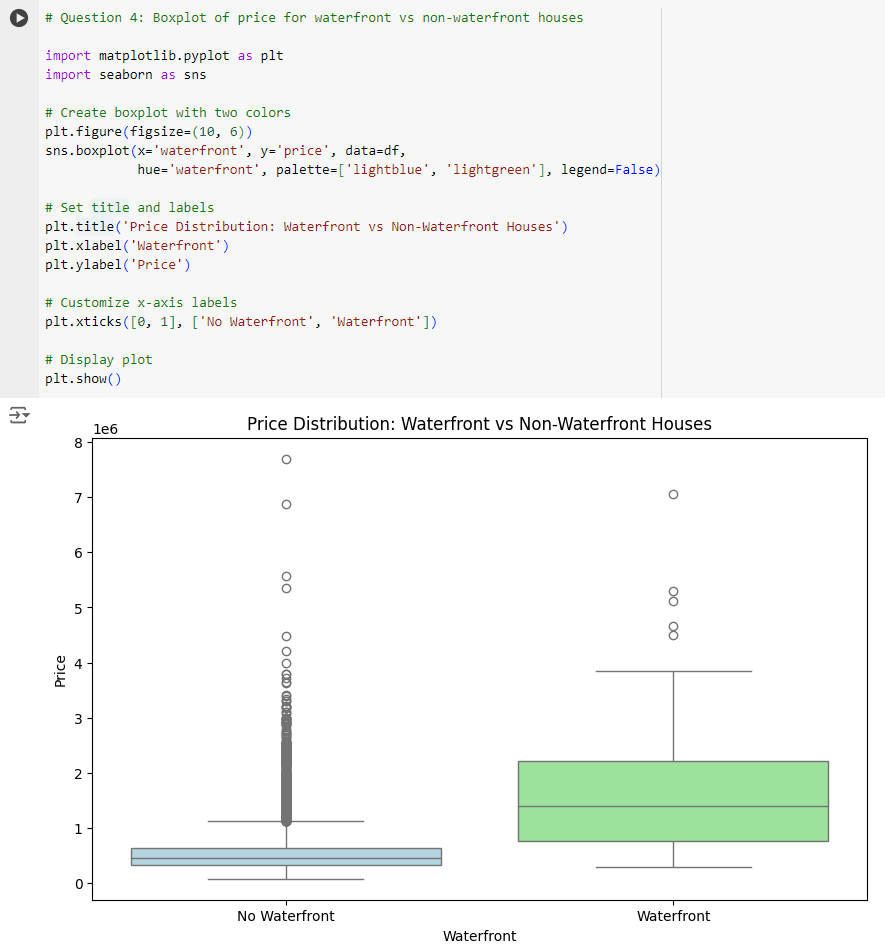 # Question 4: Boxplot of price for waterfront vs non-waterfront houses
import matplotlib.pyplot as plt
import seaborn as sns
# Create boxplot with two colors
plt.figure(figsize=(10, 6))
sns.boxplot(x='waterfront', y='price', data=df,
            hue='waterfront', palette=['lightblue', 'lightgreen'], legend=False)
# Set title and labels
plt.title('Price Distribution: Waterfront vs Non-Waterfront Houses')
plt.xlabel('Waterfront')
plt.ylabel('Price')
# Customize x-axis labels
plt.xticks([0, 1], ['No Waterfront', 'Waterfront'])
# Display plot
plt.show()
Price Distribution: Waterfront vs Non-Waterfront Houses
1e6
8
7
6
5
4
3
2
1
0
Price
No Waterfront
Waterfront
Waterfront